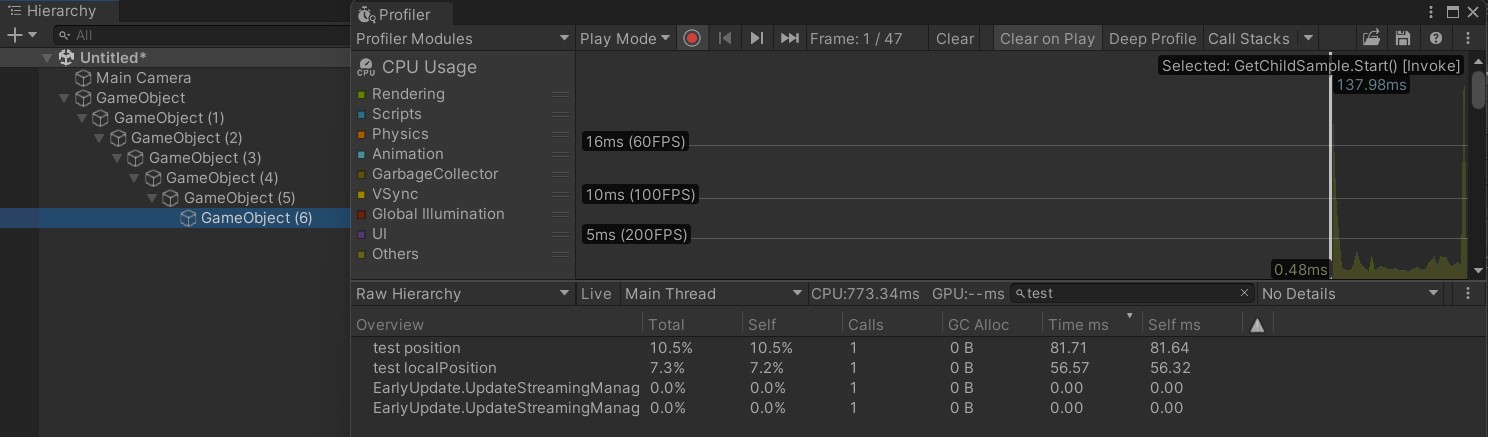 Hierarchy
All
Untitled*
Main Camera
GameObject
GameObject (1)
GameObject (2)
GameObject (3)
GameObject (4)
GameObject (5)
GameObject (6)
Profiler
Profiler Modules Play Mode Frame: 1 / 47 Clear Clear on Play Deep Profile Call Stacks
CPU CPU Usage
Rendering
Scripts
Physics
Animation
GarbageCollector
VSync
Global Illumination
UI
Others
Selected: GetChildSample.Start() [Invoke]
137.98ms
16ms (60FPS)
10ms (100FPS)
5ms (200FPS)
0.48ms
Raw Hierarchy Live Main Thread CPU:773.34ms GPU:--ms test No Details
Overview Total Self Calls GC Alloc Time ms Self ms
test position 10.5% 10.5% 1 0 B 81.71 81.64
test localPosition 7.3% 7.2% 1 0 B 56.57 56.32
EarlyUpdate.UpdateStreamingManag 0.0% 0.0% 1 0 B 0.00 0.00
EarlyUpdate.UpdateStreamingManag 0.0% 0.0% 1 0 B 0.00 0.00